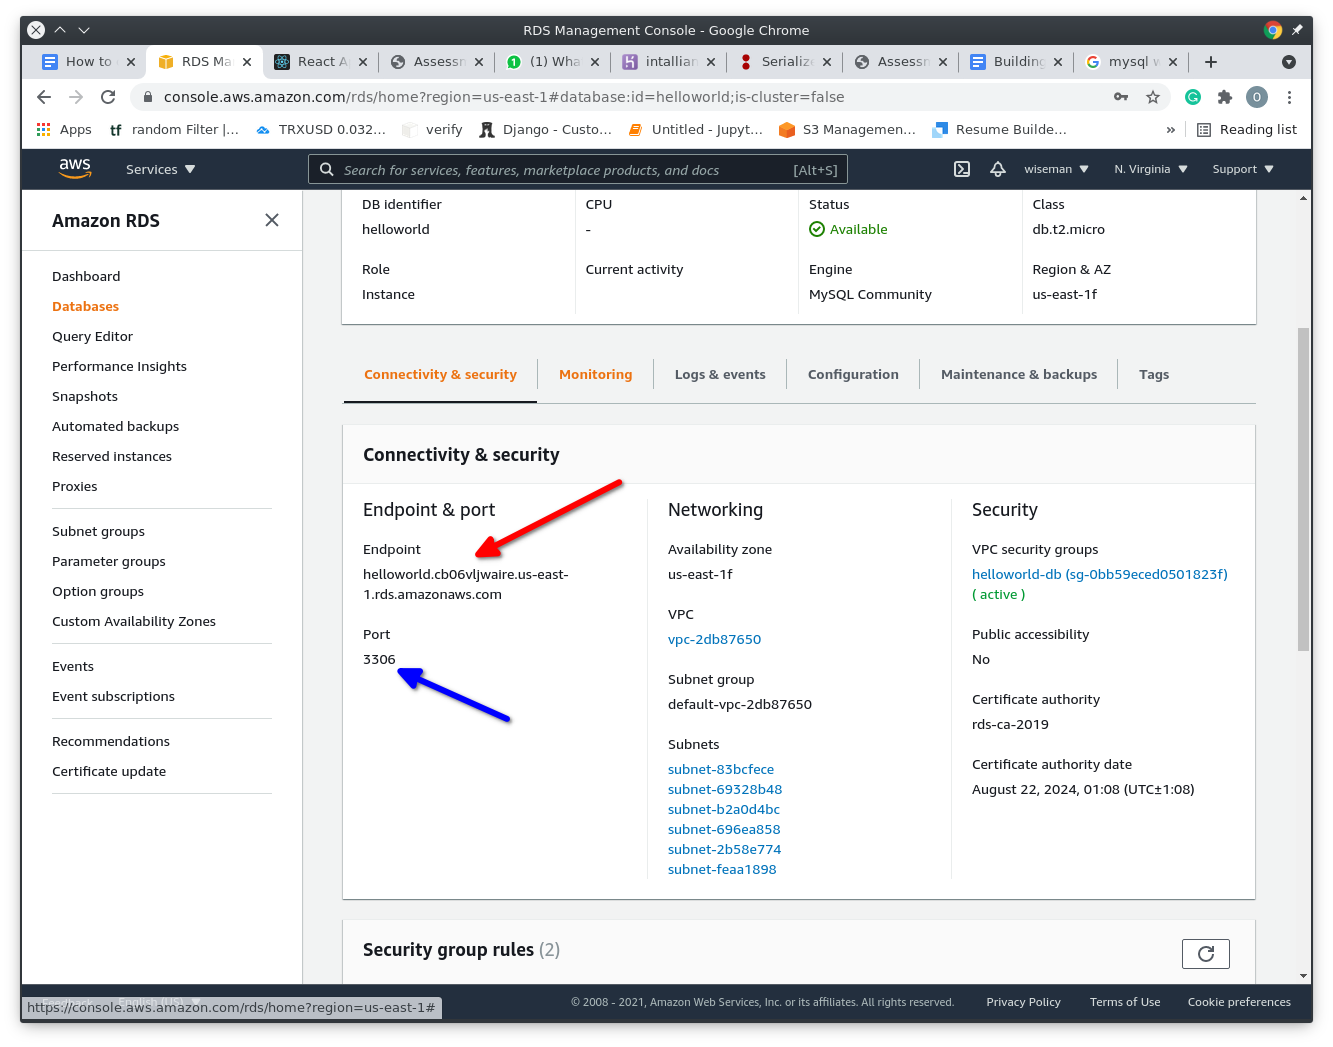 RDS Management Console - Google Chrome
How to
RDS Ma
React A
Assessn
(1) Wha
intallian
Serialize
Assessn
Building
mysql w
console.aws.amazon.com/rds/home?region=us-east-1#database:id=helloworld;is-cluster=false
O
Apps
tf random Filter |...
TRXUSD 0.032...
verify
Django - Custo...
Untitled - Jupyt...
S3 Managemen...
Resume Builde...
»
Reading list
aws
Services
Search for services, features, marketplace products, and docs
[Alt+S]
wiseman
N. Virginia
Support
Amazon RDS
Dashboard
Databases
Query Editor
Performance Insights
Snapshots
Automated backups
Reserved instances
Proxies
Subnet groups
Parameter groups
Option groups
Custom Availability Zones
Events
Event subscriptions
Recommendations
Certificate update
DB identifier
helloworld
CPU
-
Status
Available
Class
db.t2.micro
Role
Instance
Current activity
Engine
MySQL Community
Region & AZ
us-east-1f
Connectivity & security
Monitoring
Logs & events
Configuration
Maintenance & backups
Tags
Connectivity & security
Endpoint & port
Endpoint
helloworld.cb06vljwaire.us-east-
1.rds.amazonaws.com
Port
3306
Networking
Availability zone
us-east-1f
VPC
vpc-2db87650
Subnet group
default-vpc-2db87650
Subnets
subnet-83bcfece
subnet-69328b48
subnet-b2a0d4bc
subnet-696ea858
subnet-2b58e774
subnet-feaa1898
Security
VPC security groups
helloworld-db (sg-0bb59eced0501823f)
( active )
Public accessibility
No
Certificate authority
rds-ca-2019
Certificate authority date
August 22, 2024, 01:08 (UTC±1:08)
Security group rules (2)
Feedback
English (US)
https://console.aws.amazon.com/rds/home?region=us-east-1#
© 2008 - 2021, Amazon Web Services, Inc. or its affiliates. All rights reserved.
Privacy Policy
Terms of Use
Cookie preferences